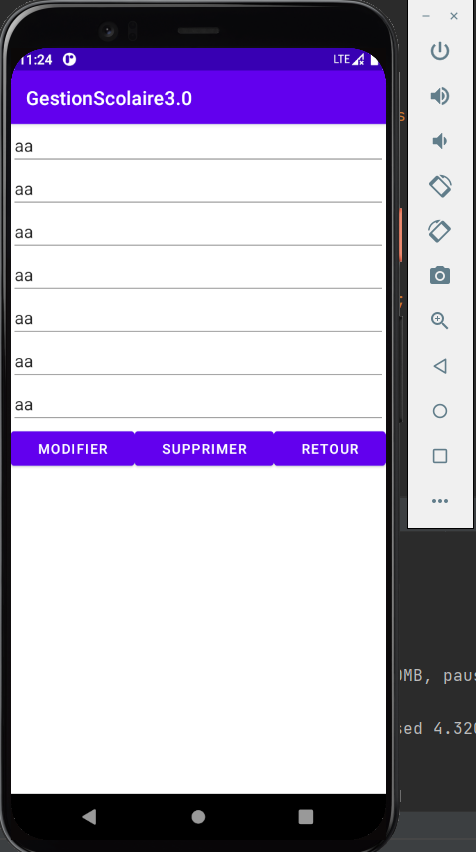 11:24 LTE
GestionScolaire3.0
aa
aa
aa
aa
aa
aa
aa
MODIFIER SUPPRIMER RETOUR
MB, paus
sed 4.320